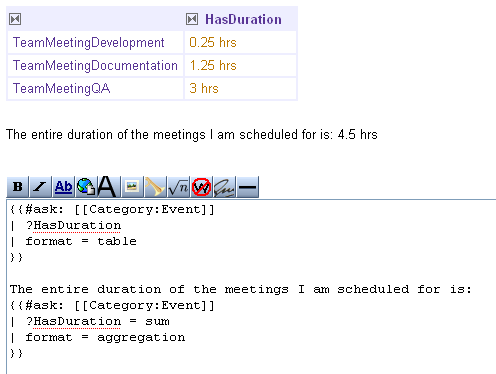 HasDuration
TeamMeetingDevelopment 0.25 hrs
TeamMeetingDocumentation 1.25 hrs
TeamMeetingQA 3 hrs
The entire duration of the meetings I am scheduled for is: 4.5 hrs
B I Ab A √n W
{{#ask: [[Category:Event]]
| ?HasDuration
| format = table
}}
The entire duration of the meetings I am scheduled for is:
{{#ask: [[Category:Event]]
| ?HasDuration = sum
| format = aggregation
}}